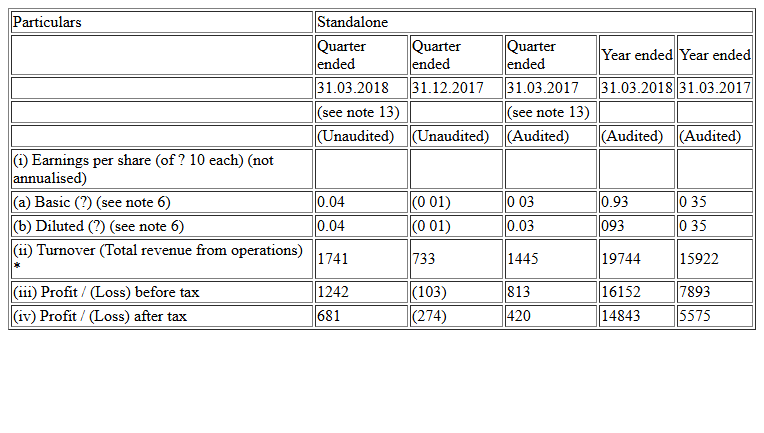 Particulars Standalone
Quarter ended Quarter ended Quarter ended Year ended Year ended
31.03.2018 31.12.2017 31.03.2017 31.03.2018 31.03.2017
(see note 13) (see note 13)
(Unaudited) (Unaudited) (Audited) (Audited) (Audited)
(i) Earnings per share (of ? 10 each) (not
annualised)
(a) Basic (?) (see note 6) 0.04 (0 01) 0 03 0.93 0 35
(b) Diluted (?) (see note 6) 0.04 (0 01) 0.03 093 0 35
(ii) Turnover (Total revenue from operations)
* 1741 733 1445 19744 15922
(iii) Profit / (Loss) before tax 1242 (103) 813 16152 7893
(iv) Profit / (Loss) after tax 681 (274) 420 14843 5575